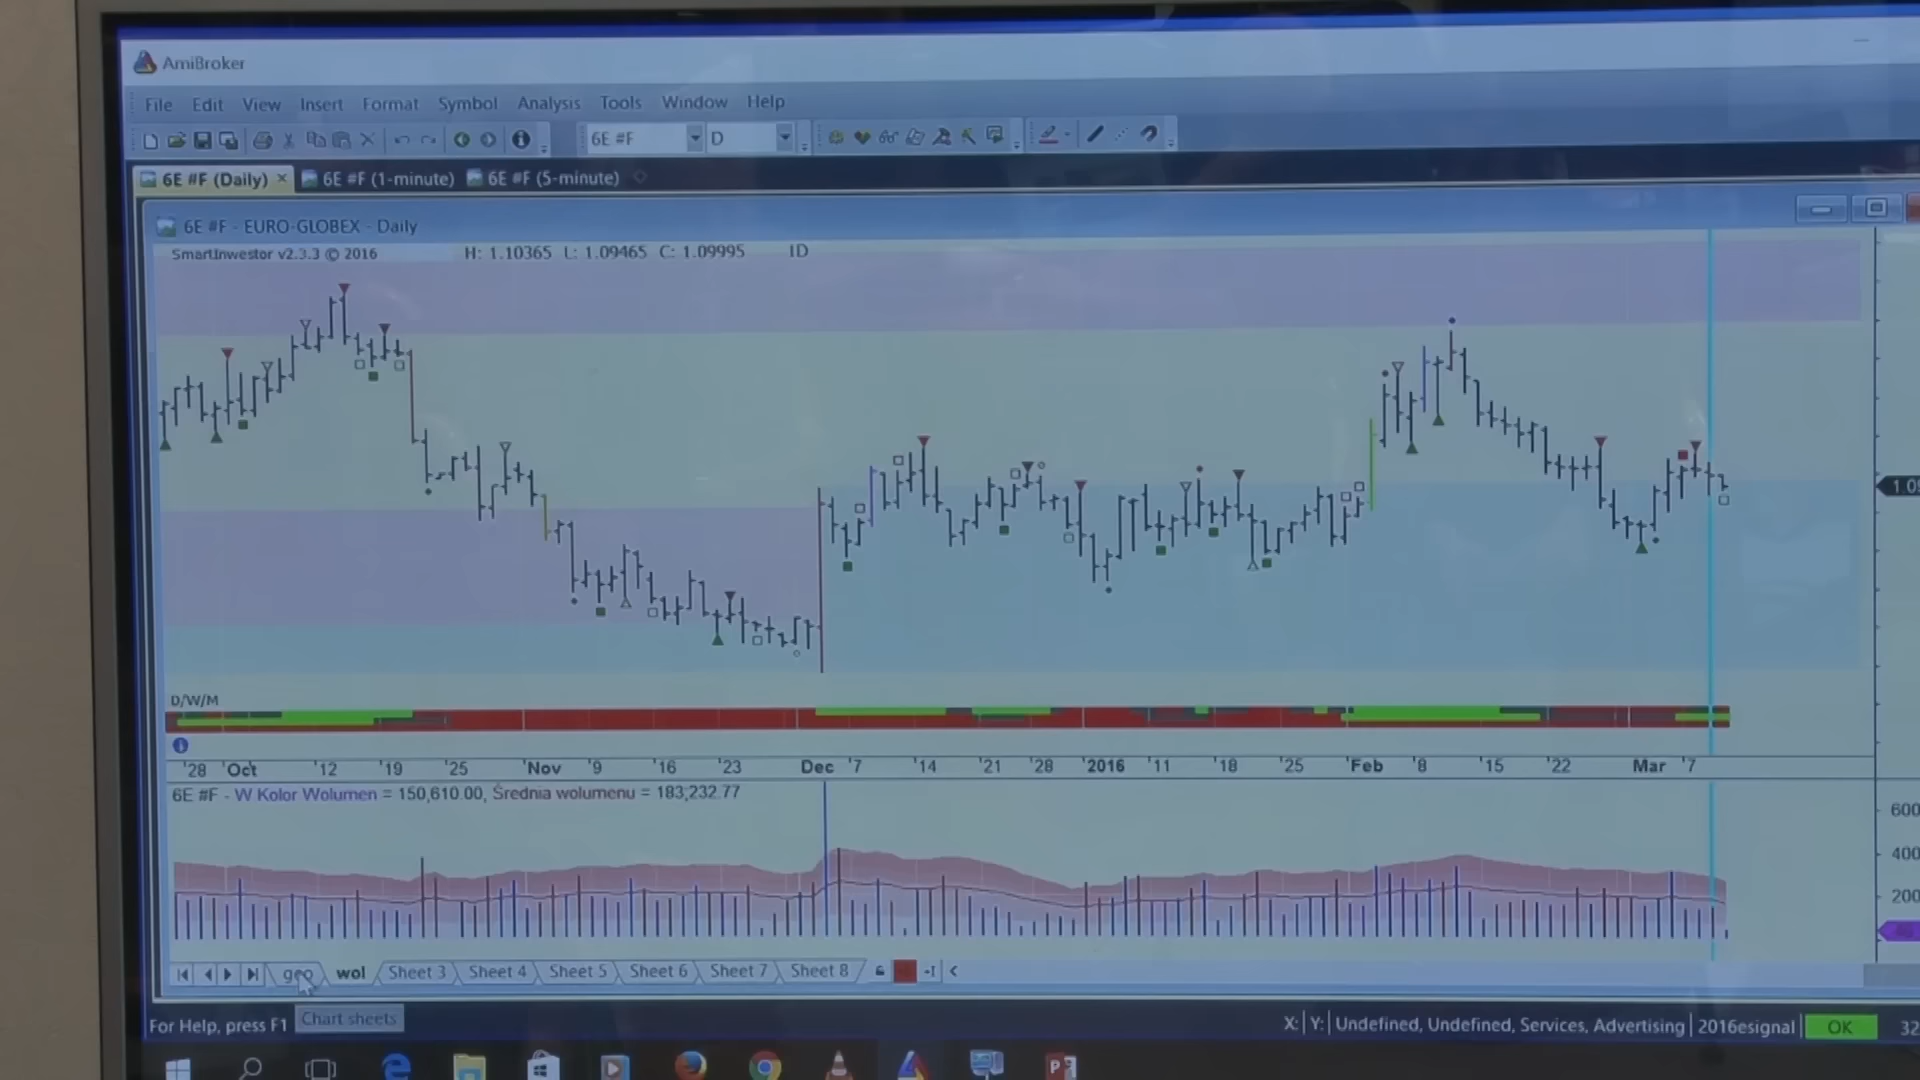 AmiBroker
File Edit View Insert Format Symbol Analysis Tools Window Help
6E #F D
6E #F (Daily) 6E #F (1-minute) 6E #F (5-minute)
6E #F - EURO-GLOBEX - Daily
SmartInwestor v2.3.3 © 2016 H: 1.10365 L: 1.09465 C: 1.09995 ID
D/W/M
'28 'Oct '12 '19 '25 'Nov '9 '16 '23 Dec '7 '14 '21 '28 '2016 '11 '18 '25 'Feb '8 '15 '22 Mar '7
6E #F - W Kolor Wolumen = 150,610.00, Średnia wolumenu = 183,232.77
600
400
200
geo wol Sheet 3 Sheet 4 Sheet 5 Sheet 6 Sheet 7 Sheet 8
Chart sheets
For Help, press F1 X: Y: Undefined, Undefined, Services, Advertising 2016esignal OK